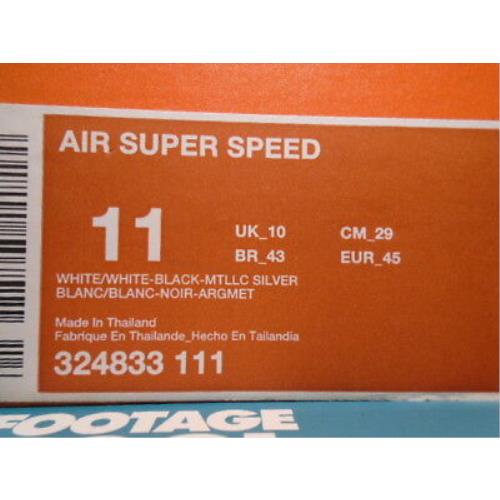 AIR SUPER SPEED
11
UK_10 CM_29
BR_43 EUR_45
WHITE/WHITE-BLACK-MTLLC SILVER
BLANC/BLANC-NOIR-ARGMET
Made In Thailand
Fabrique En Thailande_Hecho En Tailandia
324833 111
FOOTAGE